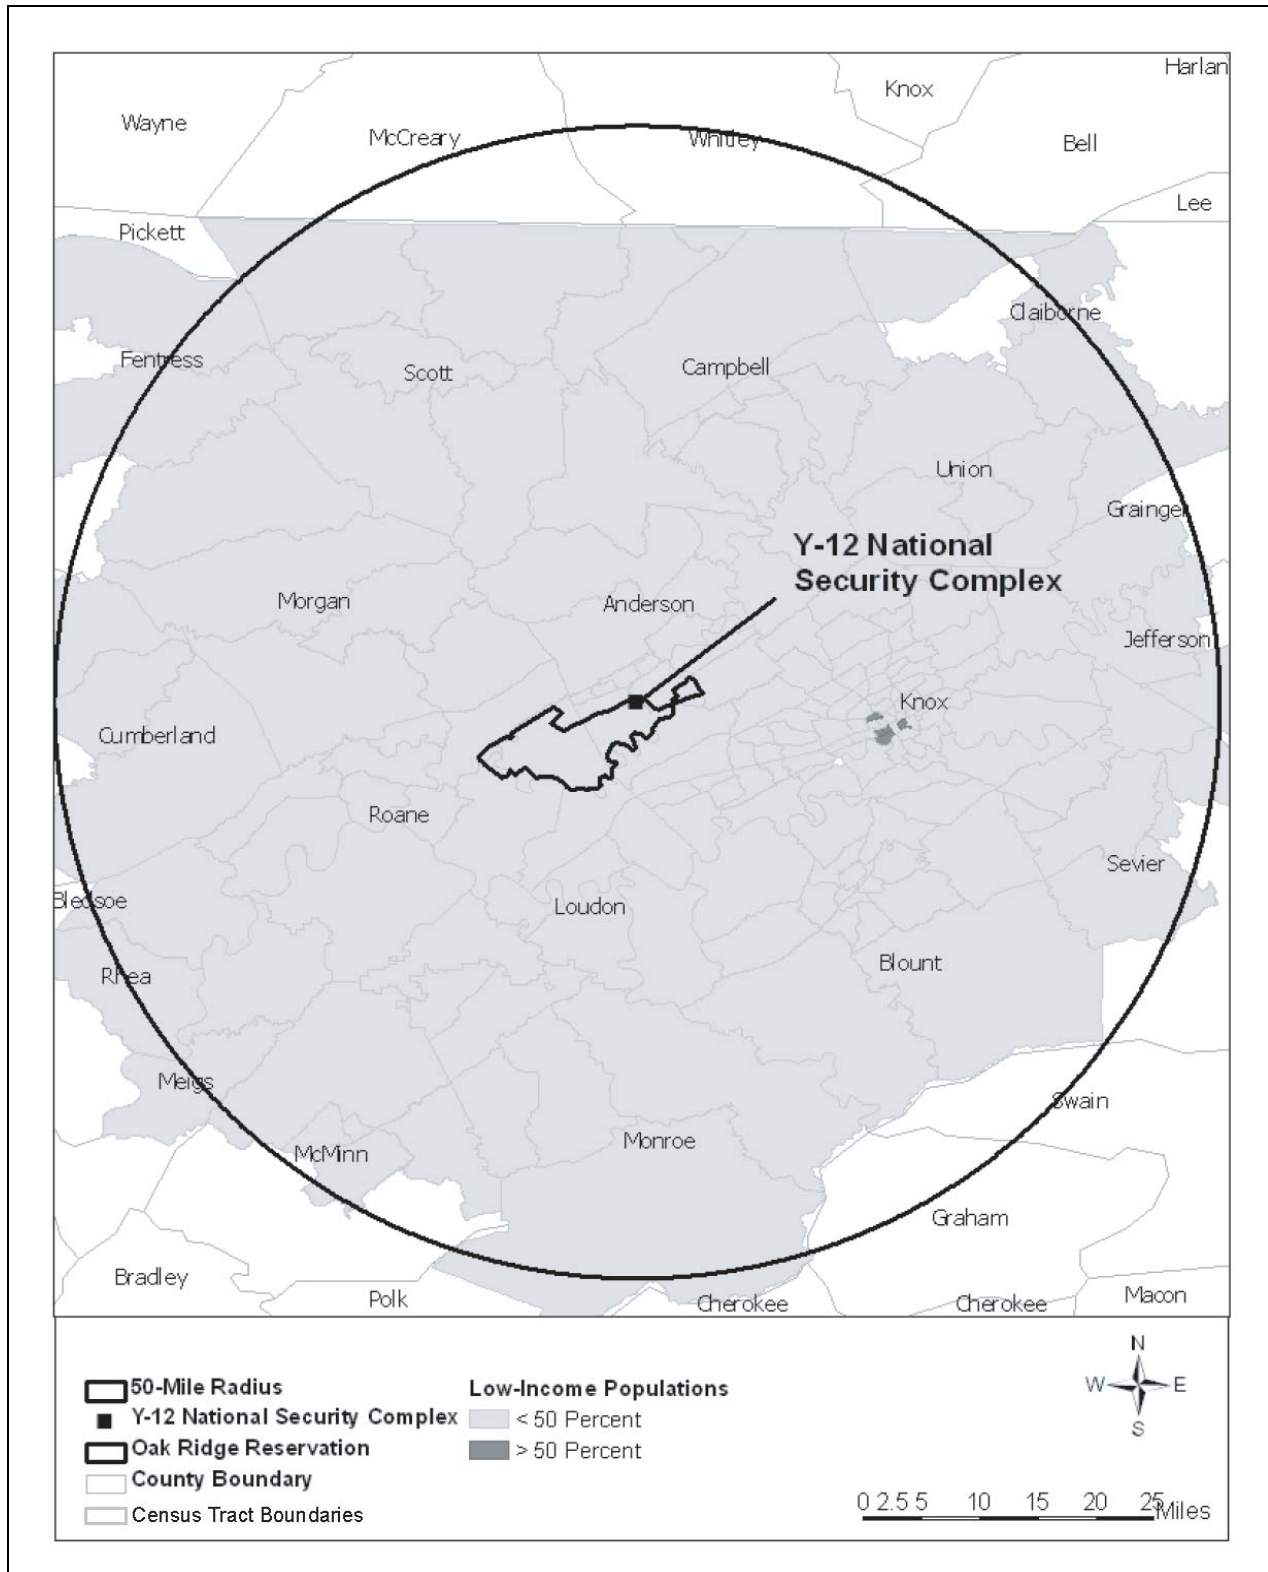 Harlan
Knox
Wayne
McCreary
Whitley
Bell
Lee
Pickett
Claiborne
Fentress
Scott
Campbell
Union
Grainger
Y-12 National
Security Complex
Morgan
Anderson
Jefferson
Knox
Cumberland
Roane
Sevier
Bledsoe
Loudon
Blount
Rhea
Meigs
Swain
McMinn
Monroe
Graham
Bradley
Polk
Cherokee
Cherokee
Macon
N
W
E
S
50-Mile Radius
Y-12 National Security Complex
Oak Ridge Reservation
County Boundary
Census Tract Boundaries
Low-Income Populations
< 50 Percent
> 50 Percent
0 2.5 5 10 15 20 25 Miles